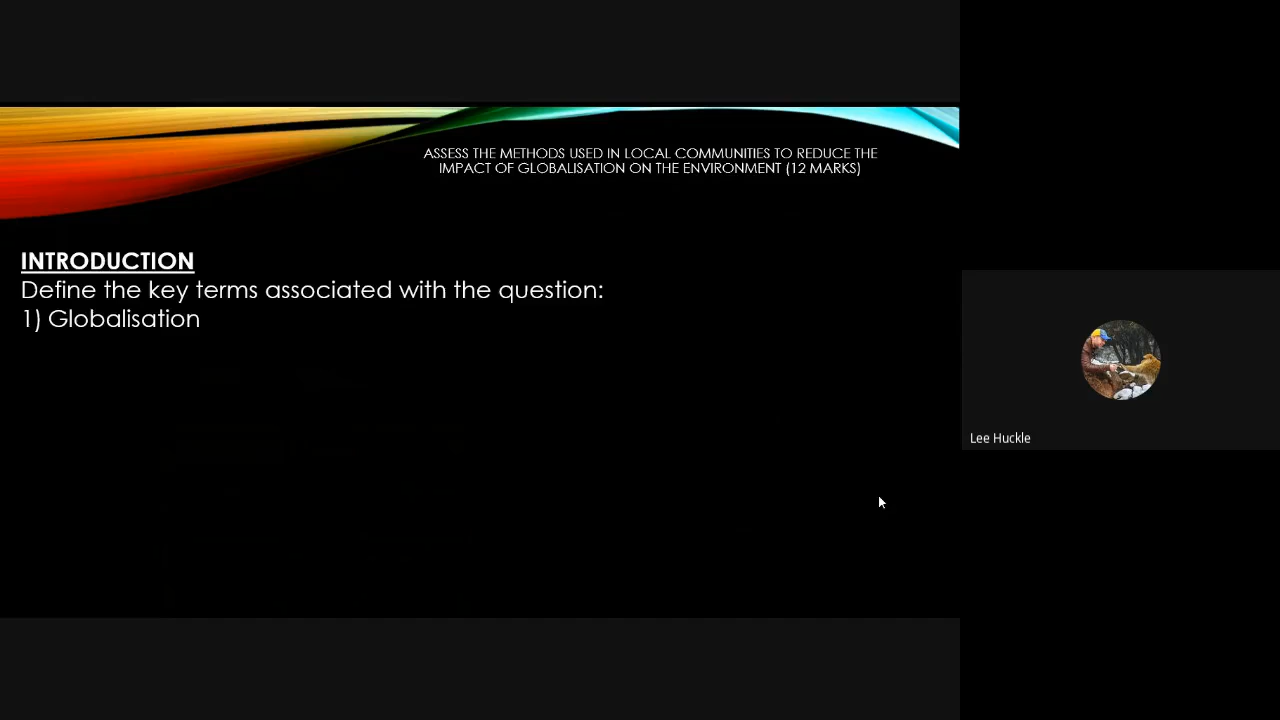 ASSESS THE METHODS USED IN LOCAL COMMUNITIES TO REDUCE THE
IMPACT OF GLOBALISATION ON THE ENVIRONMENT (12 MARKS)
INTRODUCTION
Define the key terms associated with the question:
1) Globalisation
Lee Huckle